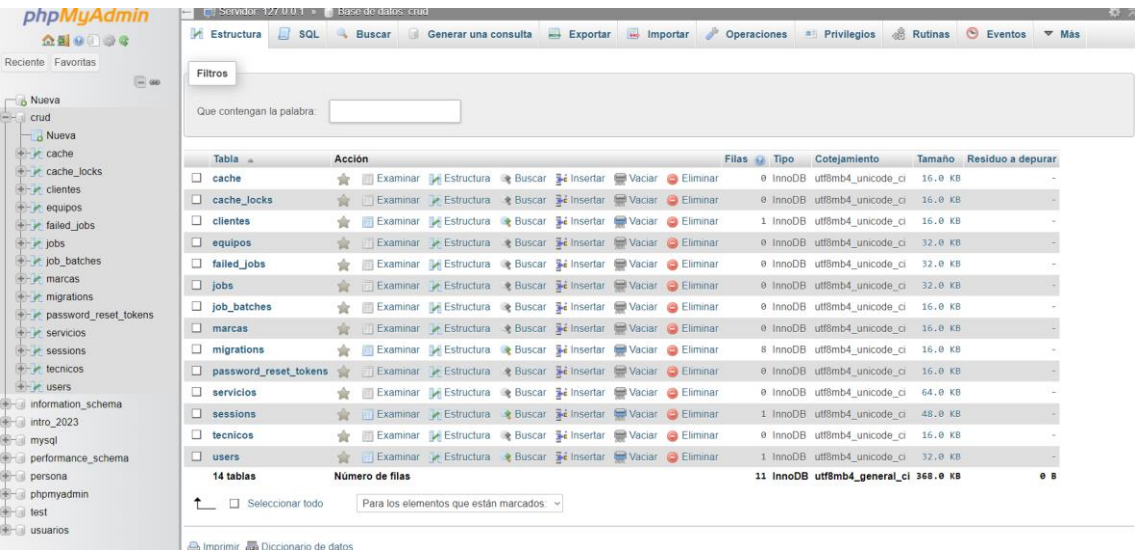 phpMyAdmin
Reciente Favoritas
Nueva
crud
Nueva
cache
cache_locks
clientes
equipos
failed_jobs
jobs
job_batches
marcas
migrations
password_reset_tokens
servicios
sessions
tecnicos
users
information_schema
intro_2023
mysql
performance_schema
persona
phpmyadmin
test
usuarios
Servidor: 127.0.0.1 » Base de datos: crud
Estructura SQL Buscar Generar una consulta Exportar Importar Operaciones Privilegios Rutinas Eventos Más
Filtros
Que contengan la palabra:
Tabla Acción Filas Tipo Cotejamiento Tamaño Residuo a depurar
cache Examinar Estructura Buscar Insertar Vaciar Eliminar 0 InnoDB utf8mb4_unicode_ci 16.0 KB -
cache_locks Examinar Estructura Buscar Insertar Vaciar Eliminar 0 InnoDB utf8mb4_unicode_ci 16.0 KB -
clientes Examinar Estructura Buscar Insertar Vaciar Eliminar 1 InnoDB utf8mb4_unicode_ci 16.0 KB -
equipos Examinar Estructura Buscar Insertar Vaciar Eliminar 0 InnoDB utf8mb4_unicode_ci 32.0 KB -
failed_jobs Examinar Estructura Buscar Insertar Vaciar Eliminar 0 InnoDB utf8mb4_unicode_ci 32.0 KB -
jobs Examinar Estructura Buscar Insertar Vaciar Eliminar 0 InnoDB utf8mb4_unicode_ci 32.0 KB -
job_batches Examinar Estructura Buscar Insertar Vaciar Eliminar 0 InnoDB utf8mb4_unicode_ci 16.0 KB -
marcas Examinar Estructura Buscar Insertar Vaciar Eliminar 0 InnoDB utf8mb4_unicode_ci 16.0 KB -
migrations Examinar Estructura Buscar Insertar Vaciar Eliminar 8 InnoDB utf8mb4_unicode_ci 16.0 KB -
password_reset_tokens Examinar Estructura Buscar Insertar Vaciar Eliminar 0 InnoDB utf8mb4_unicode_ci 16.0 KB -
servicios Examinar Estructura Buscar Insertar Vaciar Eliminar 0 InnoDB utf8mb4_unicode_ci 64.0 KB -
sessions Examinar Estructura Buscar Insertar Vaciar Eliminar 1 InnoDB utf8mb4_unicode_ci 48.0 KB -
tecnicos Examinar Estructura Buscar Insertar Vaciar Eliminar 0 InnoDB utf8mb4_unicode_ci 16.0 KB -
users Examinar Estructura Buscar Insertar Vaciar Eliminar 1 InnoDB utf8mb4_unicode_ci 32.0 KB -
14 tablas Número de filas 11 InnoDB utf8mb4_general_ci 368.0 KB 0 B
Seleccionar todo Para los elementos que están marcados:
Imprimir Diccionario de datos